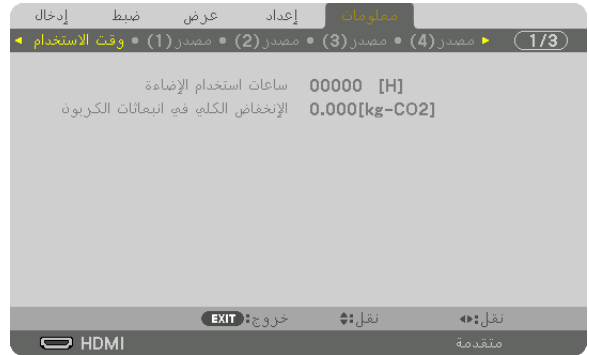 إدخال ضبط عرض إعداد معلومات
وقت الاستخدام • مصدر(1) • مصدر(2) • مصدر(3) • مصدر(4) 1/3
ساعات استخدام الإضاءة 00000 [H]
الإنخفاض الكلي في انبعاثات الكربون 0.000[kg-CO2]
EXIT:خروج نقل: نقل:
HDMI متقدمة